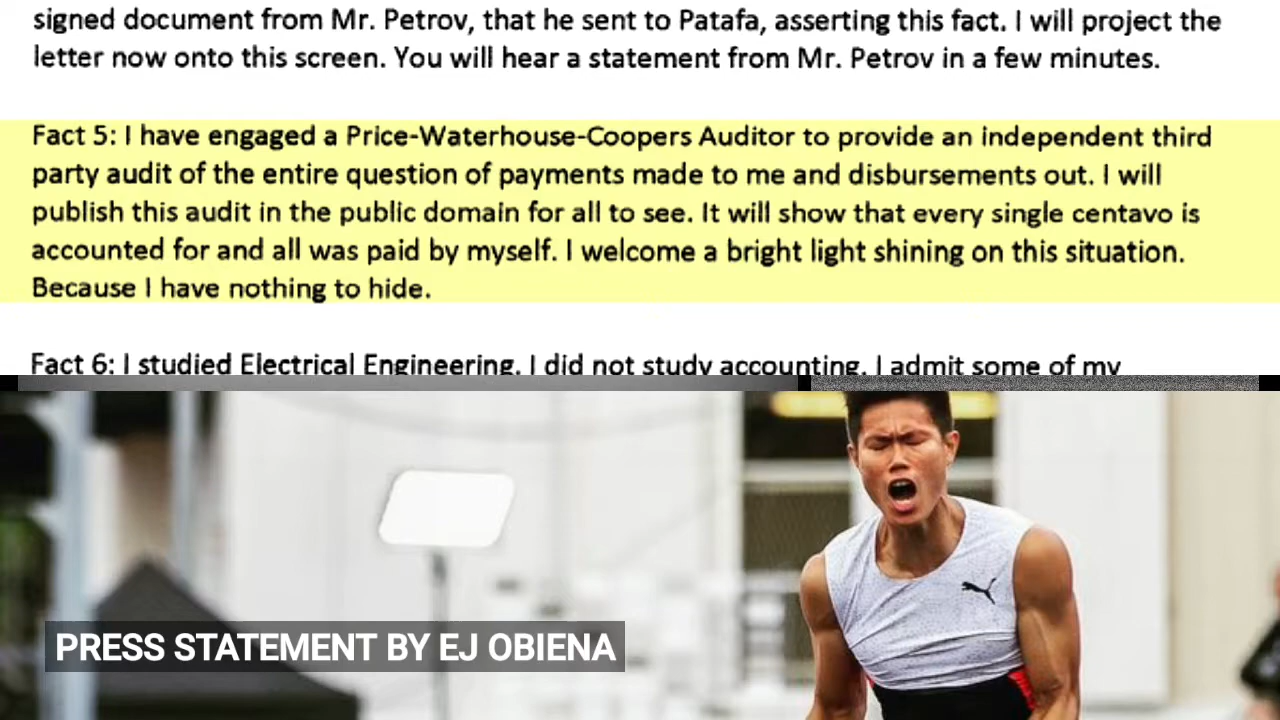 signed document from Mr. Petrov, that he sent to Patafa, asserting this fact. I will project the
letter now onto this screen. You will hear a statement from Mr. Petrov in a few minutes.
Fact 5: I have engaged a Price-Waterhouse-Coopers Auditor to provide an independent third
party audit of the entire question of payments made to me and disbursements out. I will
publish this audit in the public domain for all to see. It will show that every single centavo is
accounted for and all was paid by myself. I welcome a bright light shining on this situation.
Because I have nothing to hide.
Fact 6: I studied Electrical Engineering. I did not study accounting. I admit some of my
PRESS STATEMENT BY EJ OBIENA